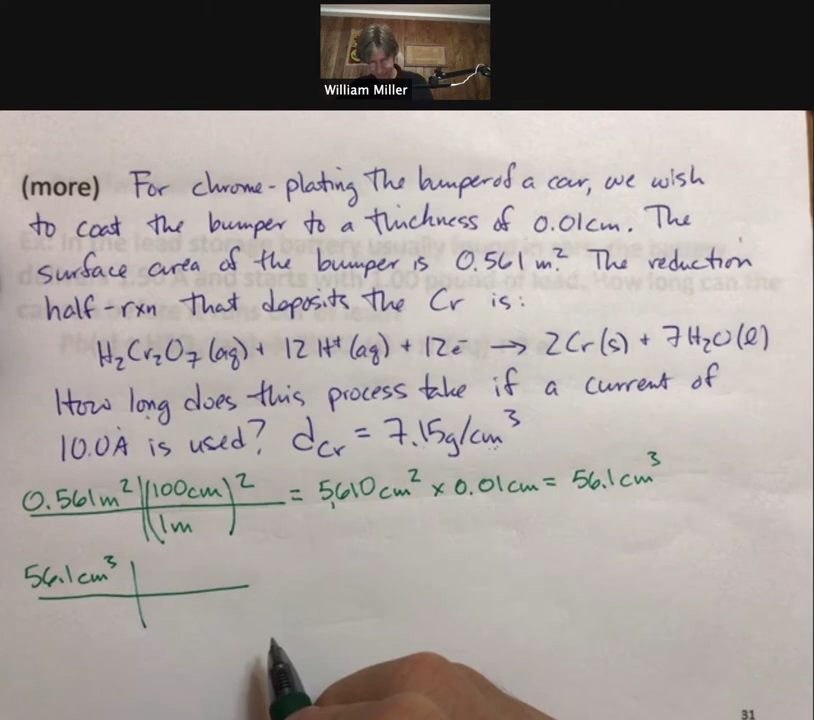 William Miller
(more) For chrome-plating the bumper of a car, we wish
to coat the bumper to a thickness of 0.01cm. The
surface area of the bumper is 0.561 m². The reduction
half-rxn that deposits the Cr is:
H₂Cr₂O₇(aq) + 12 H⁺(aq) + 12e⁻ → 2Cr(s) + 7H₂O(l)
How long does this process take if a current of
10.0A is used? dCr = 7.15g/cm³
0.561m² | (100cm)² = 5,610cm² × 0.01cm = 56.1cm³
(1m)
56.1cm³
31